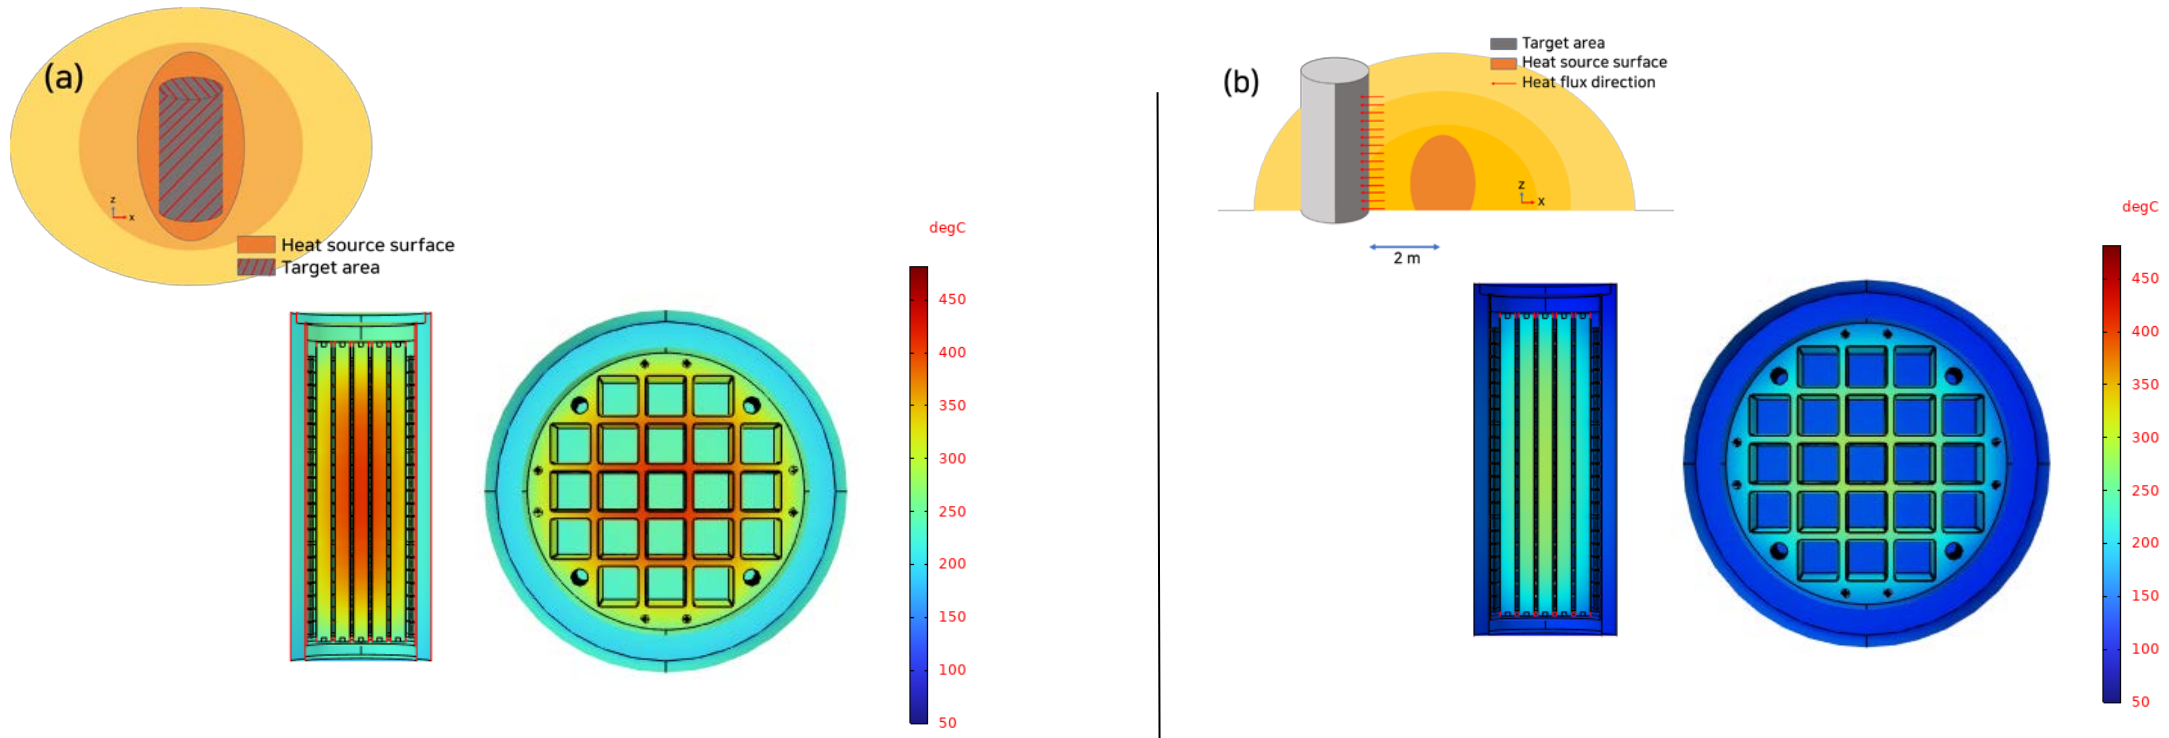 (a)
z
x
Heat source surface
Target area
degC
450
400
350
300
250
200
150
100
50
(b)
Target area
Heat source surface
Heat flux direction
z
x
2 m
degC
450
400
350
300
250
200
150
100
50